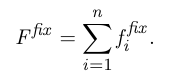 $F^{fix} = \sum_{i=1}^{n} f_i^{fix}.$